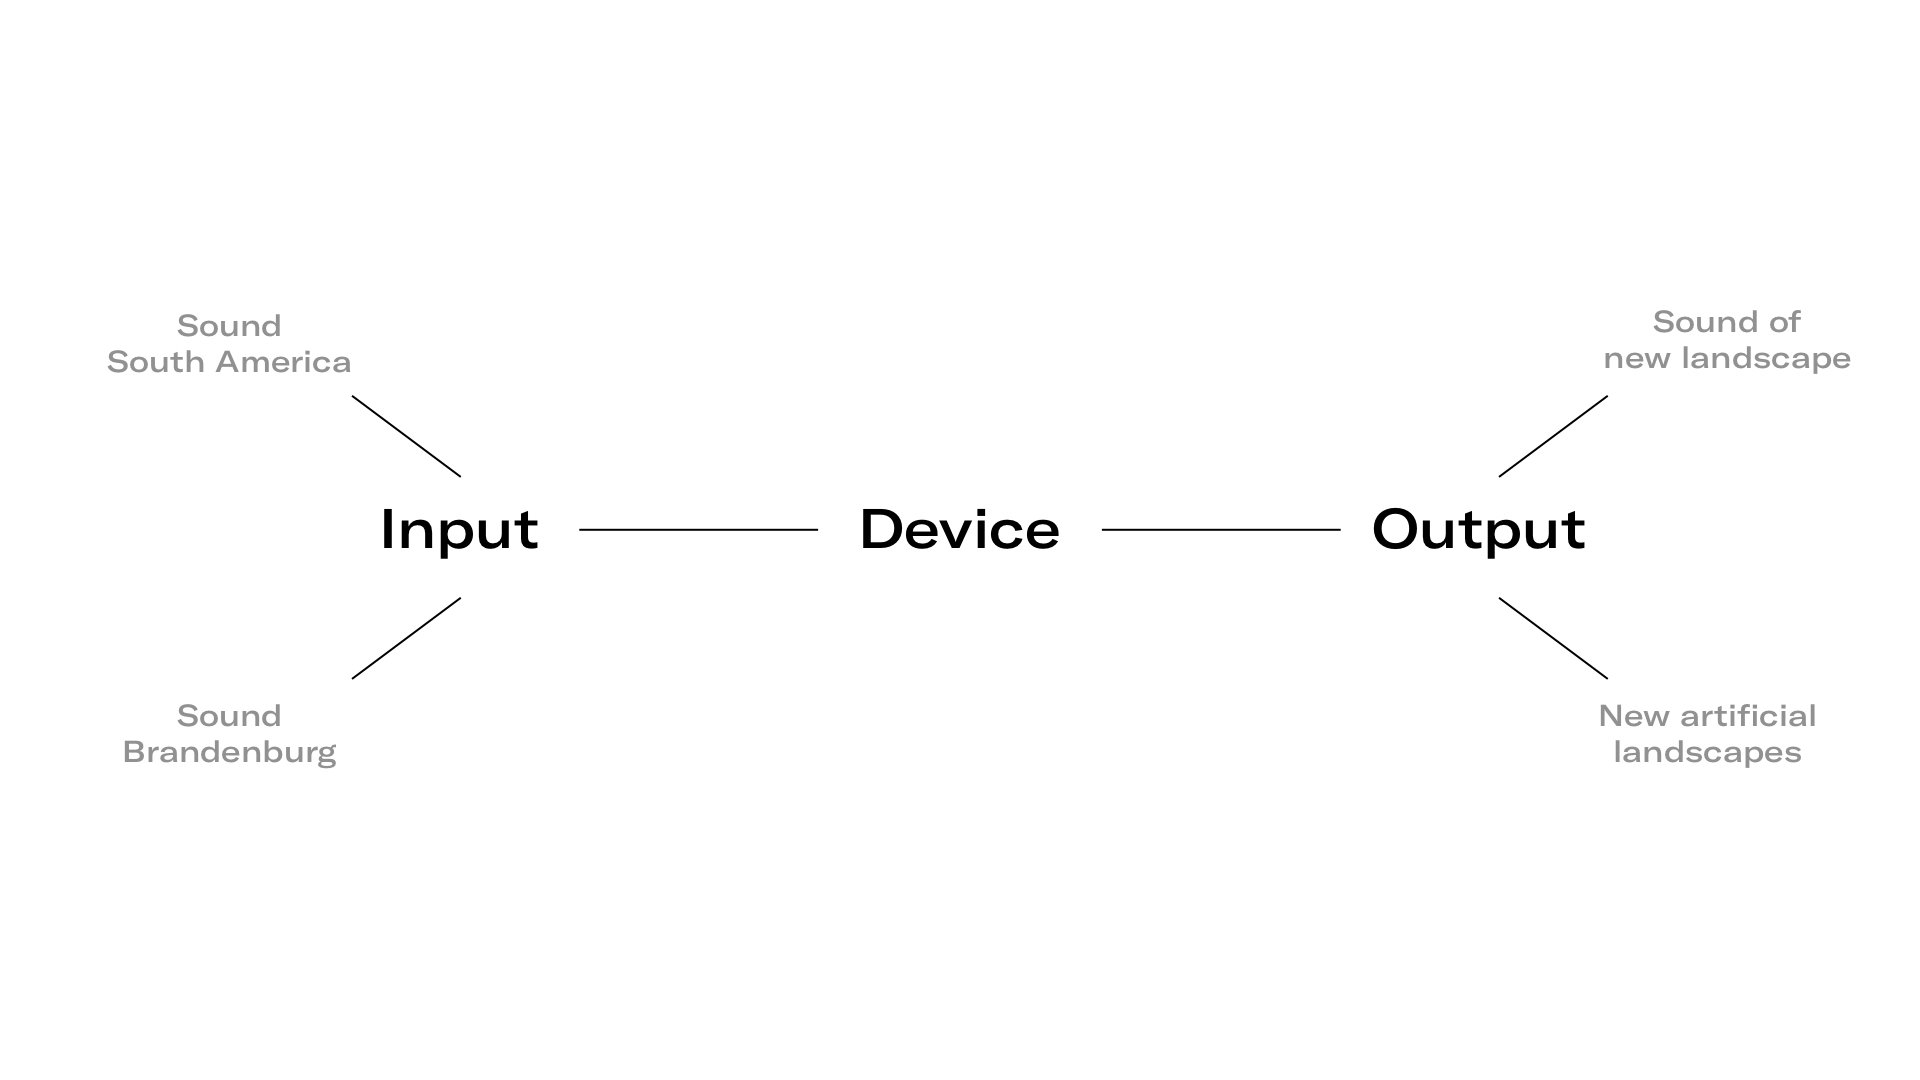 Sound
South America
Sound of
new landscape
Input
Device
Output
Sound
Brandenburg
New artificial
landscapes